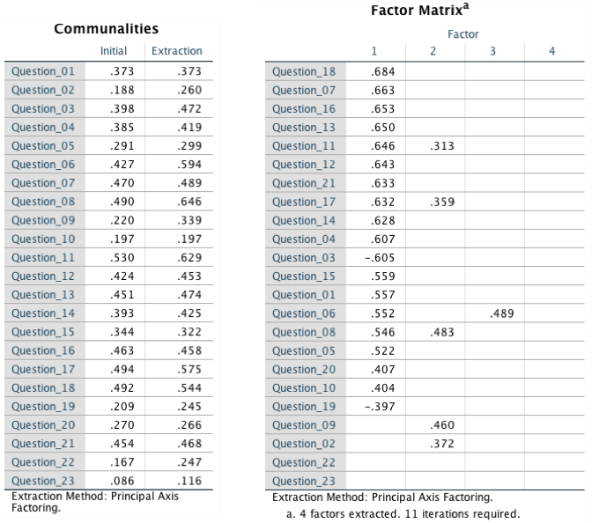 Communalities
Initial Extraction
Question_01 .373 .373
Question_02 .188 .260
Question_03 .398 .472
Question_04 .385 .419
Question_05 .291 .299
Question_06 .427 .594
Question_07 .470 .489
Question_08 .490 .646
Question_09 .220 .339
Question_10 .197 .197
Question_11 .530 .629
Question_12 .424 .453
Question_13 .451 .474
Question_14 .393 .425
Question_15 .344 .322
Question_16 .463 .458
Question_17 .494 .575
Question_18 .492 .544
Question_19 .209 .245
Question_20 .270 .266
Question_21 .454 .468
Question_22 .167 .247
Question_23 .086 .116
Extraction Method: Principal Axis
Factoring.
Factor Matrixa
Factor
1 2 3 4
Question_18 .684
Question_07 .663
Question_16 .653
Question_13 .650
Question_11 .646 .313
Question_12 .643
Question_21 .633
Question_17 .632 .359
Question_14 .628
Question_04 .607
Question_03 -.605
Question_15 .559
Question_01 .557
Question_06 .552 .489
Question_08 .546 .483
Question_05 .522
Question_20 .407
Question_10 .404
Question_19 -.397
Question_09 .460
Question_02 .372
Question_22
Question_23
Extraction Method: Principal Axis Factoring.
a. 4 factors extracted. 11 iterations required.